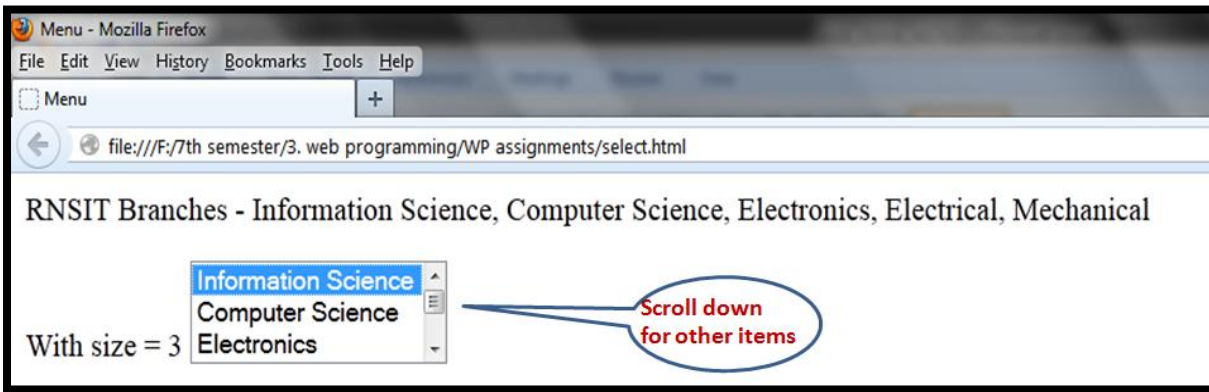 Menu - Mozilla Firefox
File Edit View History Bookmarks Tools Help
Menu +
file:///F:/7th semester/3. web programming/WP assignments/select.html
RNSIT Branches - Information Science, Computer Science, Electronics, Electrical, Mechanical
Information Science
Computer Science
With size = 3 Electronics
Scroll down
for other items